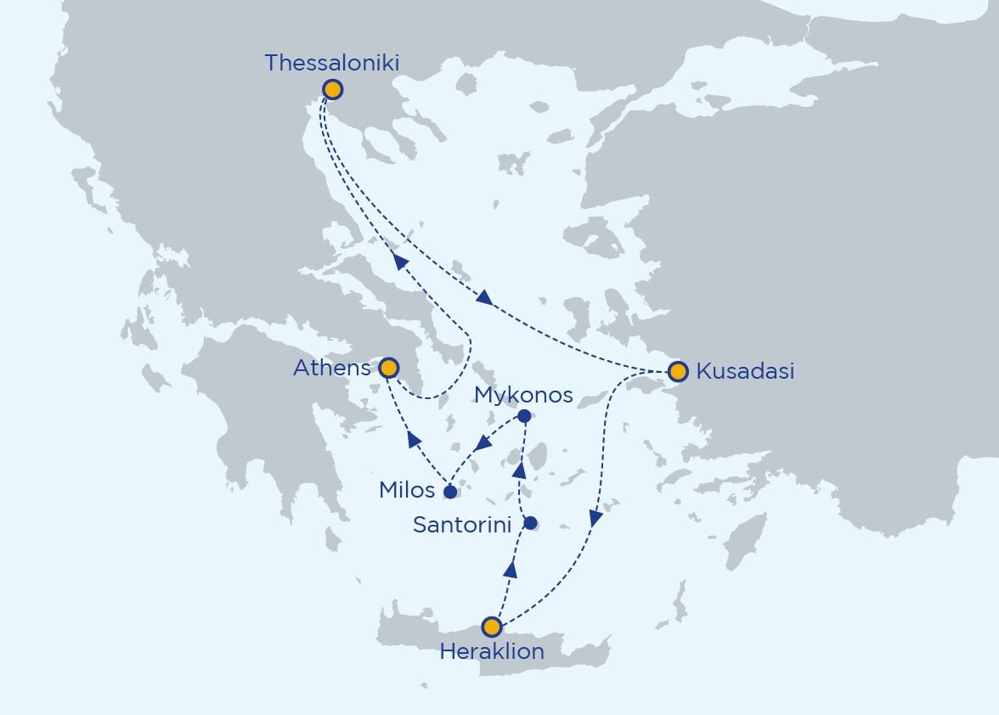 Thessaloniki
Athens
Kusadasi
Mykonos
Milos
Santorini
Heraklion